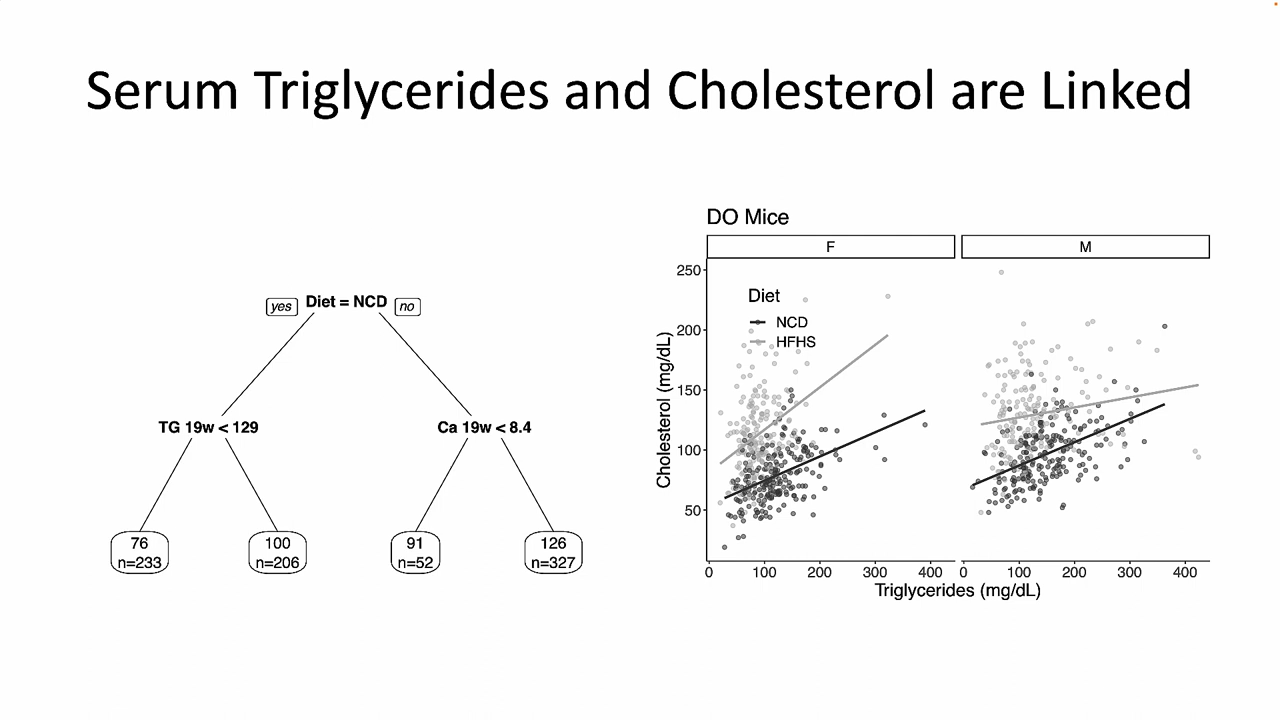 Serum Triglycerides and Cholesterol are Linked
yes
Diet = NCD
no
TG 19w < 129
Ca 19w < 8.4
76
n=233
100
n=206
91
n=52
126
n=327
DO Mice
F
M
Diet
NCD
HFHS
Cholesterol (mg/dL)
250
200
150
100
50
0
100
200
300
400
0
100
200
300
400
Triglycerides (mg/dL)